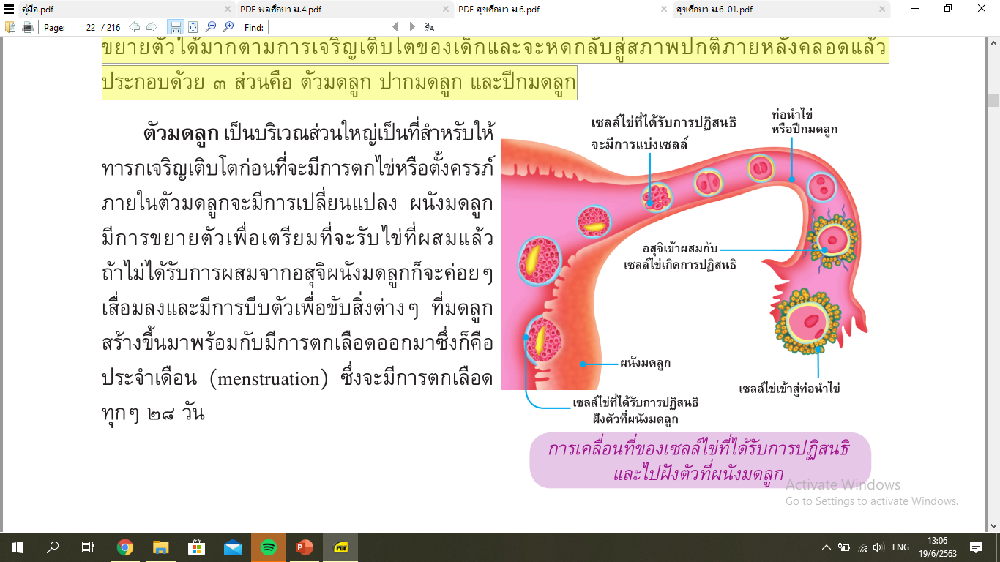 คู่มือ.pdf
PDF พลศึกษา ม.4.pdf
PDF สุขศึกษา ม.6.pdf
สุขศึกษา ม.6-01.pdf
Page: 22 / 216 Find:
ขยายตัวได้มากตามการเจริญเติบโตของเด็กและจะหดกลับสู่สภาพปกติภายหลังคลอดแล้ว
ประกอบด้วย ๓ ส่วนคือ ตัวมดลูก ปากมดลูก และปีกมดลูก
ตัวมดลูก เป็นบริเวณส่วนใหญ่เป็นที่สำหรับให้
ทารกเจริญเติบโตก่อนที่จะมีการตกไข่หรือตั้งครรภ์
ภายในตัวมดลูกจะมีการเปลี่ยนแปลง ผนังมดลูก
มีการขยายตัวเพื่อเตรียมที่จะรับไข่ที่ผสมแล้ว
ถ้าไม่ได้รับการผสมจากอสุจิผนังมดลูกก็จะค่อยๆ
เสื่อมลงและมีการบีบตัวเพื่อขับสิ่งต่างๆ ที่มดลูก
สร้างขึ้นมาพร้อมกับมีการตกเลือดออกมาซึ่งก็คือ
ประจำเดือน (menstruation) ซึ่งจะมีการตกเลือด
ทุกๆ ๒๘ วัน
เซลล์ไข่ที่ได้รับการปฏิสนธิ
จะมีการแบ่งเซลล์
ท่อนำไข่
หรือปีกมดลูก
อสุจิเข้าผสมกับ
เซลล์ไข่เกิดการปฏิสนธิ
ผนังมดลูก
เซลล์ไข่เข้าสู่ท่อนำไข่
เซลล์ไข่ที่ได้รับการปฏิสนธิ
ฝังตัวที่ผนังมดลูก
การเคลื่อนที่ของเซลล์ไข่ที่ได้รับการปฏิสนธิ
และไปฝังตัวที่ผนังมดลูก
Activate Windows
Go to Settings to activate Windows.
ENG
13:06
19/6/2563